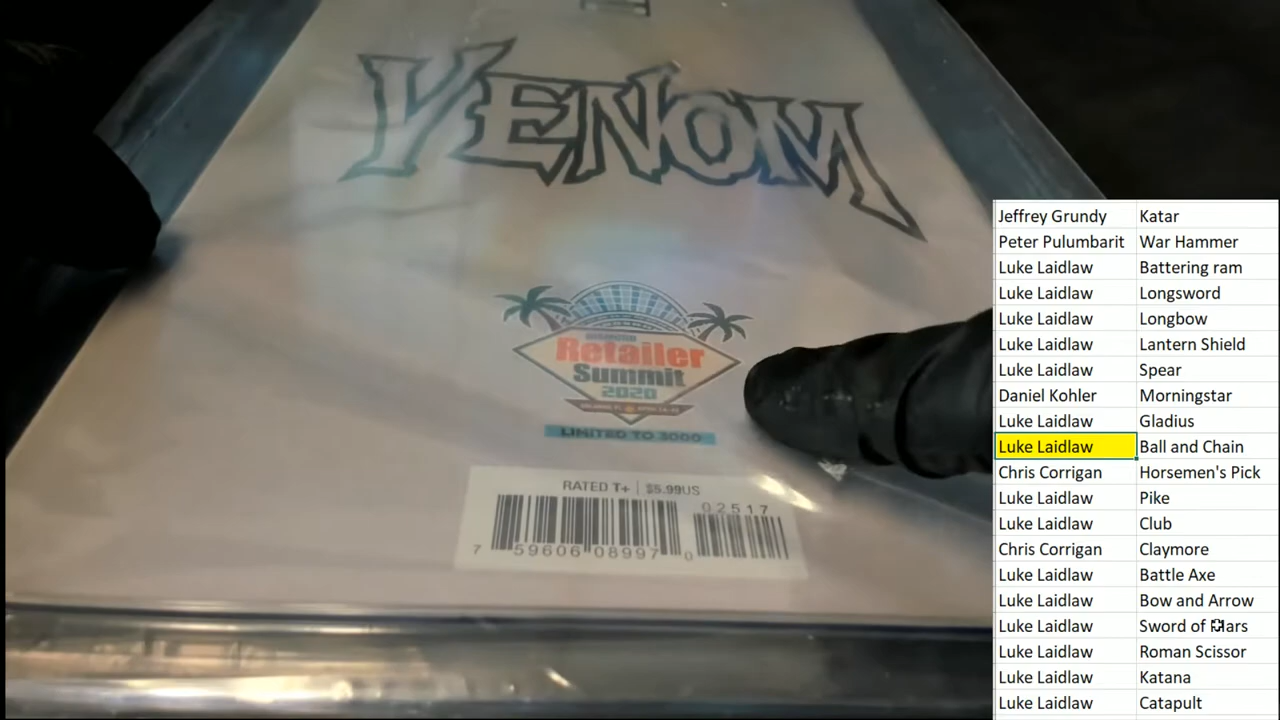 VENOM
Retailer
Summit
2020
LIMITED TO 3000
RATED T+ | $5.99US
02517
7 59606 08997 0
Jeffrey Grundy Katar
Peter Pulumbarit War Hammer
Luke Laidlaw Battering ram
Luke Laidlaw Longsword
Luke Laidlaw Longbow
Luke Laidlaw Lantern Shield
Luke Laidlaw Spear
Daniel Kohler Morningstar
Luke Laidlaw Gladius
Luke Laidlaw Ball and Chain
Chris Corrigan Horsemen's Pick
Luke Laidlaw Pike
Luke Laidlaw Club
Chris Corrigan Claymore
Luke Laidlaw Battle Axe
Luke Laidlaw Bow and Arrow
Luke Laidlaw Sword of Mars
Luke Laidlaw Roman Scissor
Luke Laidlaw Katana
Luke Laidlaw Catapult